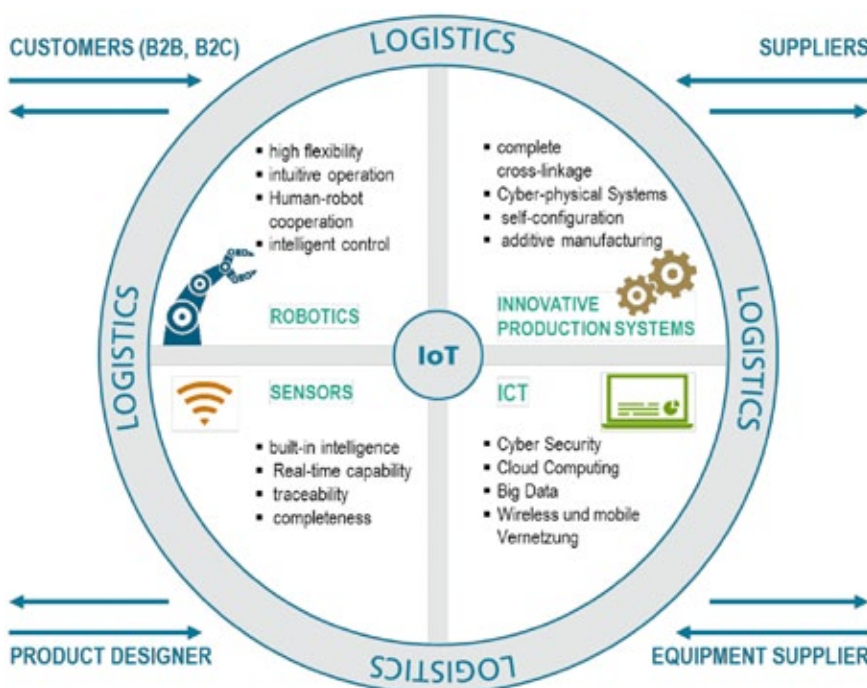 LOGISTICS
CUSTOMERS (B2B, B2C)
SUPPLIERS
▪ high flexibility
▪ intuitive operation
▪ Human-robot
cooperation
▪ intelligent control
ROBOTICS
▪ complete
cross-linkage
▪ Cyber-physical Systems
▪ self-configuration
▪ additive manufacturing
INNOVATIVE
PRODUCTION SYSTEMS
LOGISTICS
IoT
LOGISTICS
SENSORS
▪ built-in intelligence
▪ Real-time capability
▪ traceability
▪ completeness
ICT
▪ Cyber Security
▪ Cloud Computing
▪ Big Data
▪ Wireless und mobile
Vernetzung
PRODUCT DESIGNER
LOGISTICS
EQUIPMENT SUPPLIER